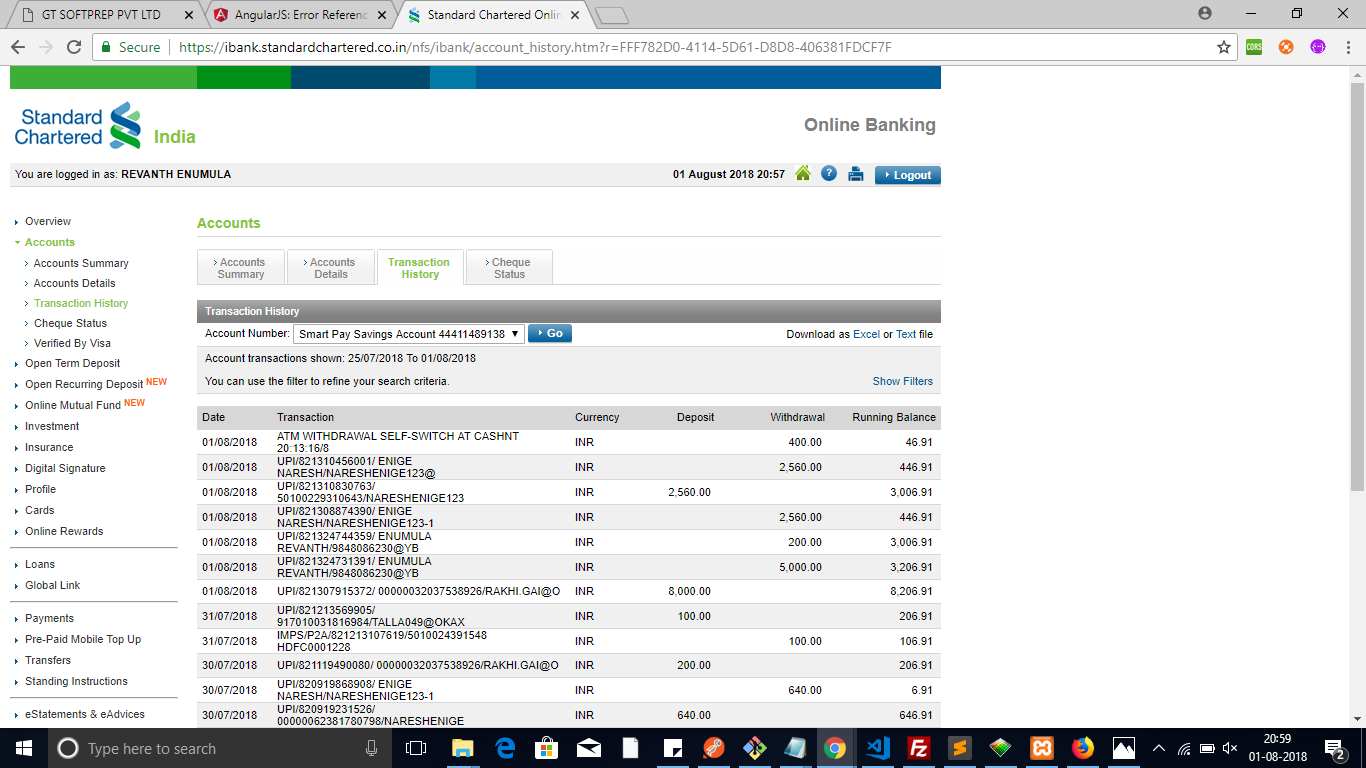 GT SOFTPREP PVT LTD
AngularJS: Error Referenc
Standard Chartered Onlin
Secure
https://ibank.standardchartered.co.in/nfs/ibank/account_history.htm?r=FFF782D0-4114-5D61-D8D8-406381FDCF7F
CORS
Standard
Chartered
India
Online Banking
You are logged in as: REVANTH ENUMULA
01 August 2018 20:57
?
Logout
Overview
Accounts
Accounts Summary
Accounts Details
Transaction History
Cheque Status
Verified By Visa
Open Term Deposit
Open Recurring Deposit NEW
Online Mutual Fund NEW
Investment
Insurance
Digital Signature
Profile
Cards
Online Rewards
Loans
Global Link
Payments
Pre-Paid Mobile Top Up
Transfers
Standing Instructions
eStatements & eAdvices
Accounts
Accounts
Summary
Accounts
Details
Transaction
History
Cheque
Status
Transaction History
Account Number: Smart Pay Savings Account 44411489138 Go
Download as Excel or Text file
Account transactions shown: 25/07/2018 To 01/08/2018
You can use the filter to refine your search criteria.
Show Filters
Date Transaction Currency Deposit Withdrawal Running Balance
01/08/2018 ATM WITHDRAWAL SELF-SWITCH AT CASHNT
20:13:16/8 INR 400.00 46.91
01/08/2018 UPI/821310456001/ ENIGE
NARESH/NARESHENIGE123@ INR 2,560.00 446.91
01/08/2018 UPI/821310830763/
50100229310643/NARESHENIGE123 INR 2,560.00 3,006.91
01/08/2018 UPI/821308874390/ ENIGE
NARESH/NARESHENIGE123-1 INR 2,560.00 446.91
01/08/2018 UPI/821324744359/ ENUMULA
REVANTH/9848086230@YB INR 200.00 3,006.91
01/08/2018 UPI/821324731391/ ENUMULA
REVANTH/9848086230@YB INR 5,000.00 3,206.91
01/08/2018 UPI/821307915372/ 00000032037538926/RAKHI.GAI@O INR 8,000.00 8,206.91
31/07/2018 UPI/821213569905/
917010031816984/TALLA049@OKAX INR 100.00 206.91
31/07/2018 IMPS/P2A/821213107619/5010024391548
HDFC0001228 INR 100.00 106.91
30/07/2018 UPI/821119490080/ 00000032037538926/RAKHI.GAI@O INR 200.00 206.91
30/07/2018 UPI/820919868908/ ENIGE
NARESH/NARESHENIGE123-1 INR 640.00 6.91
30/07/2018 UPI/820919231526/
00000062381780798/NARESHENIGE INR 640.00 646.91
Type here to search
20:59
01-08-2018
2